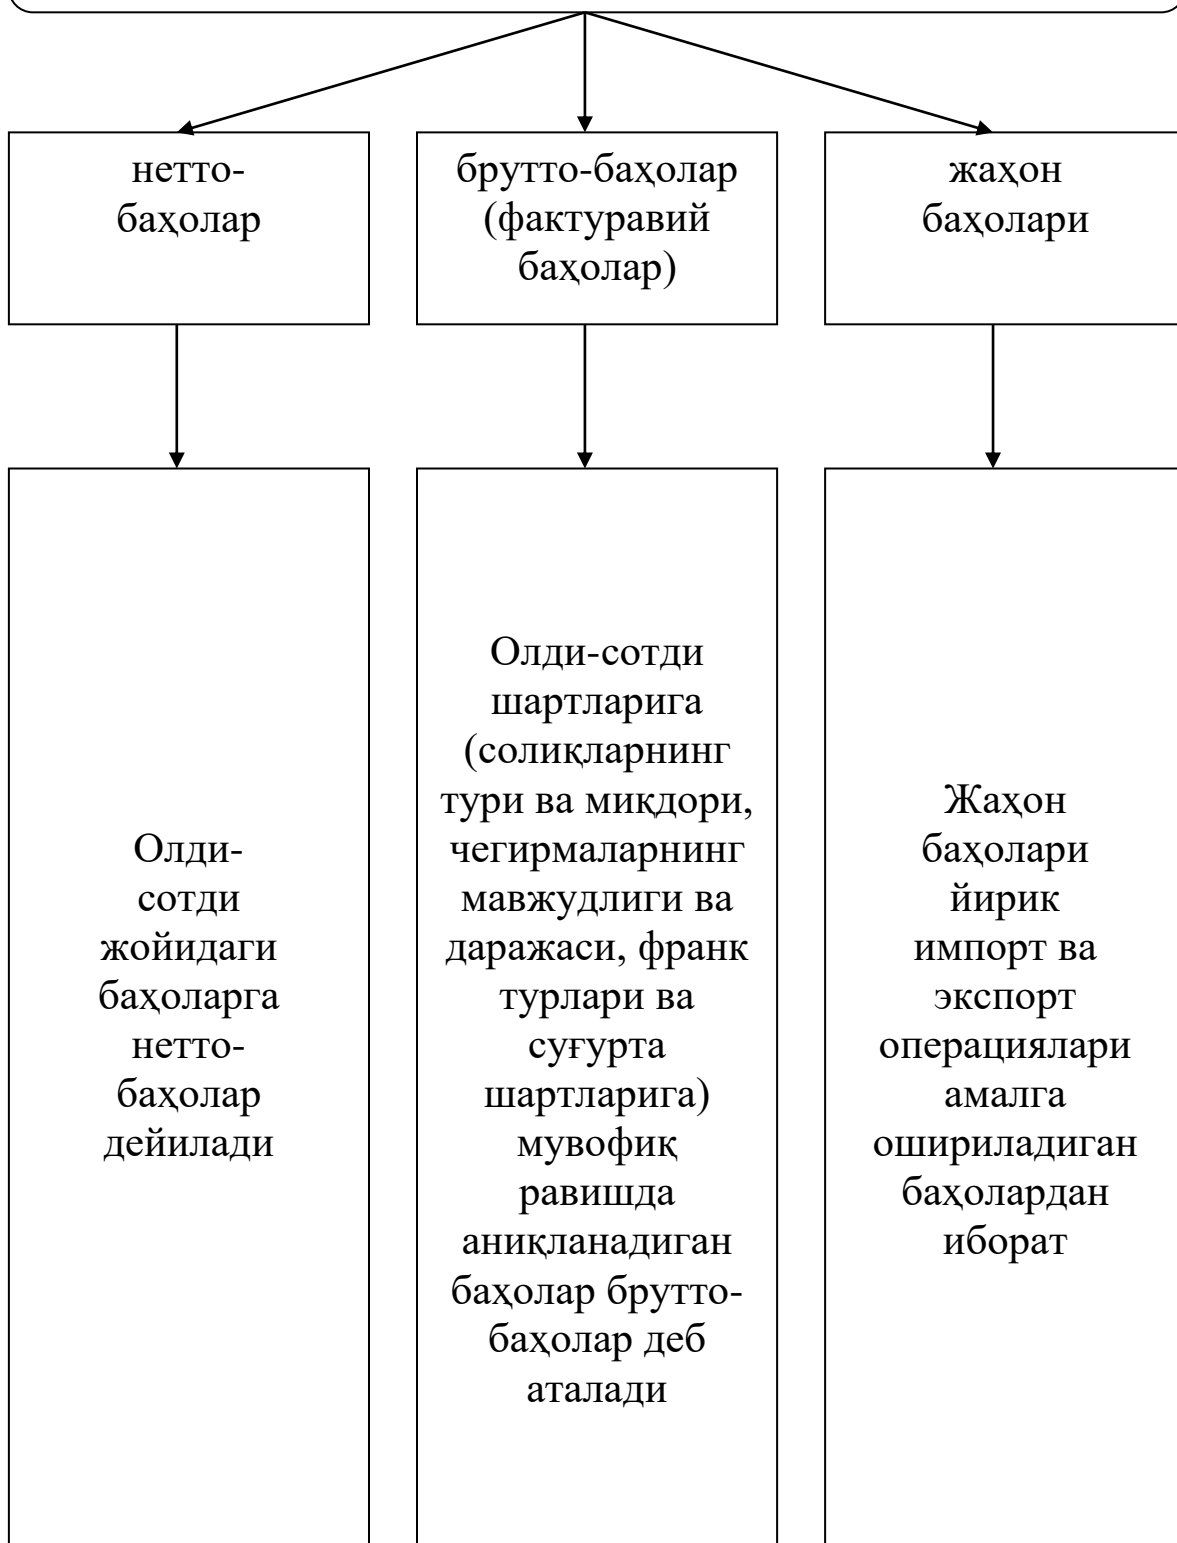 нетто-
баҳолар
брутто-баҳолар
(фактуравий
баҳолар)
жаҳон
баҳолари
Олди-
сотди
жойидаги
баҳоларга
нетто-
баҳолар
дейилади
Олди-сотди
шартларига
(солиқларнинг
тури ва миқдори,
чегирмаларнинг
мавжудлиги ва
даражаси, франк
турлари ва
суғурта
шартларига)
мувофиқ
равишда
аниқланадиган
баҳолар брутто-
баҳолар деб
аталади
Жаҳон
баҳолари
йирик
импорт ва
экспорт
операциялари
амалга
ошириладиган
баҳолардан
иборат